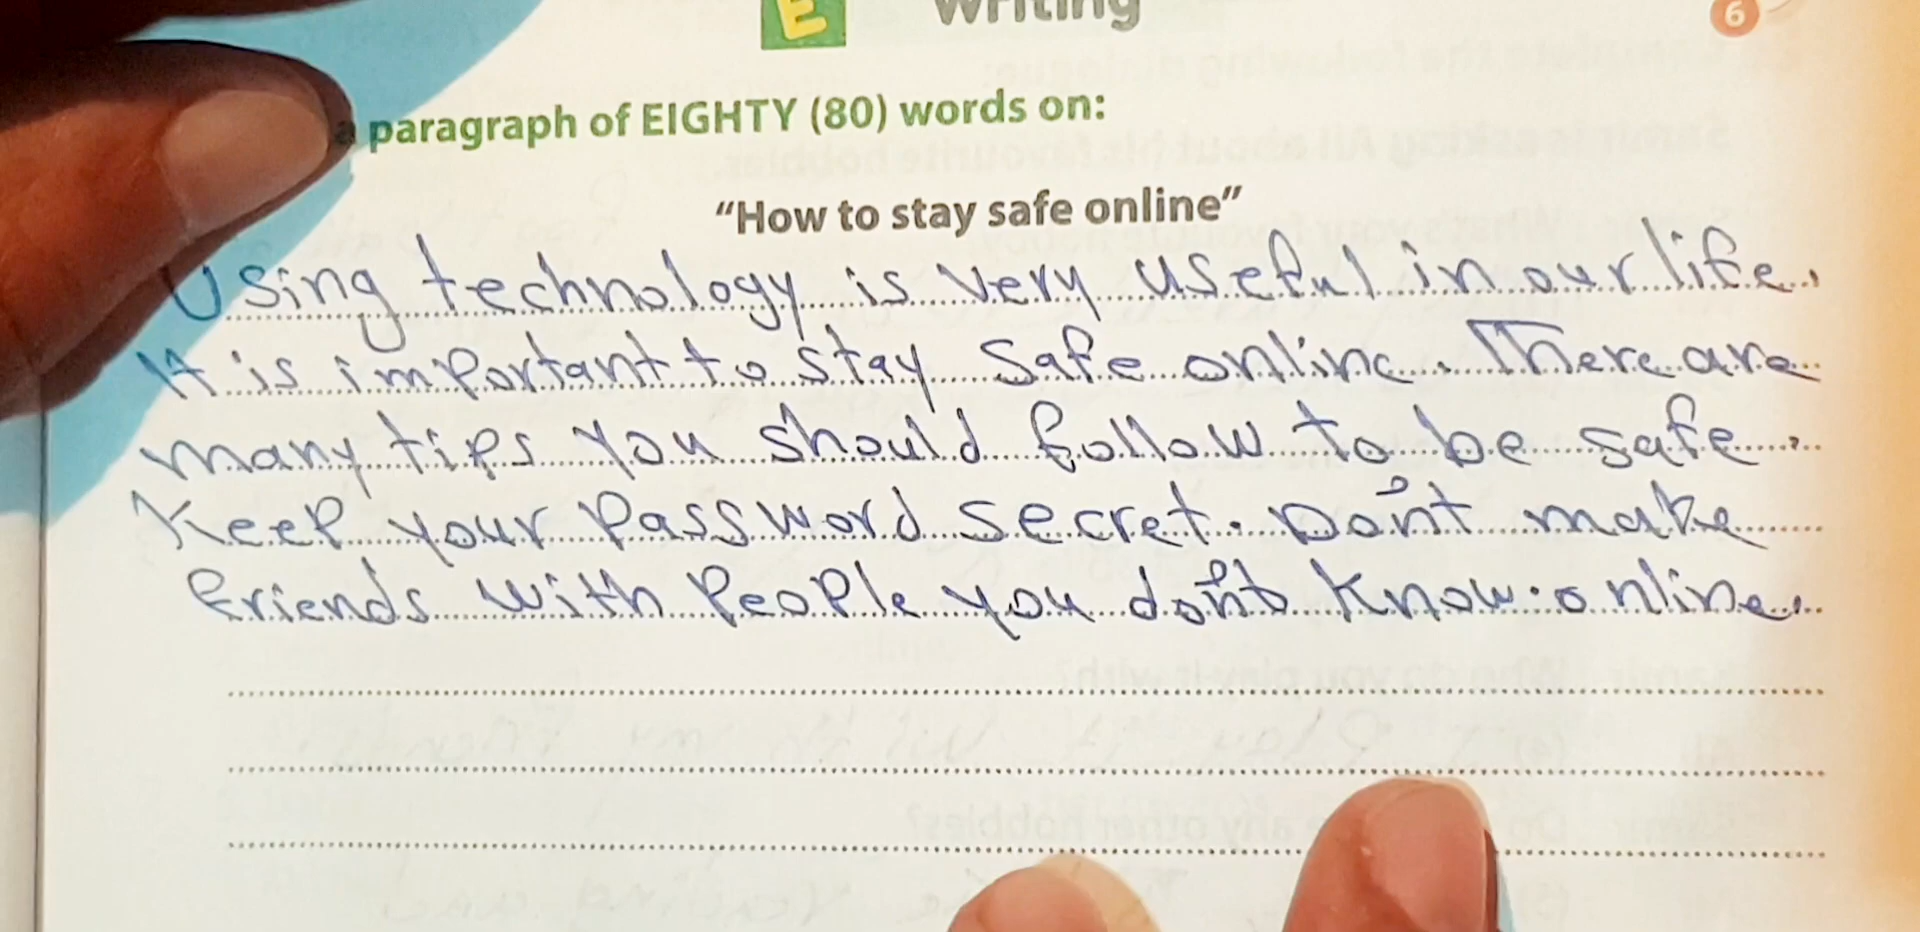 E Writing 6
a paragraph of EIGHTY (80) words on:
"How to stay safe online"
Using technology is very useful in our life.
It is important to stay safe online. There are
many tips you should follow to be safe.
Keep your password secret. Don't make
friends with people you don't know online.